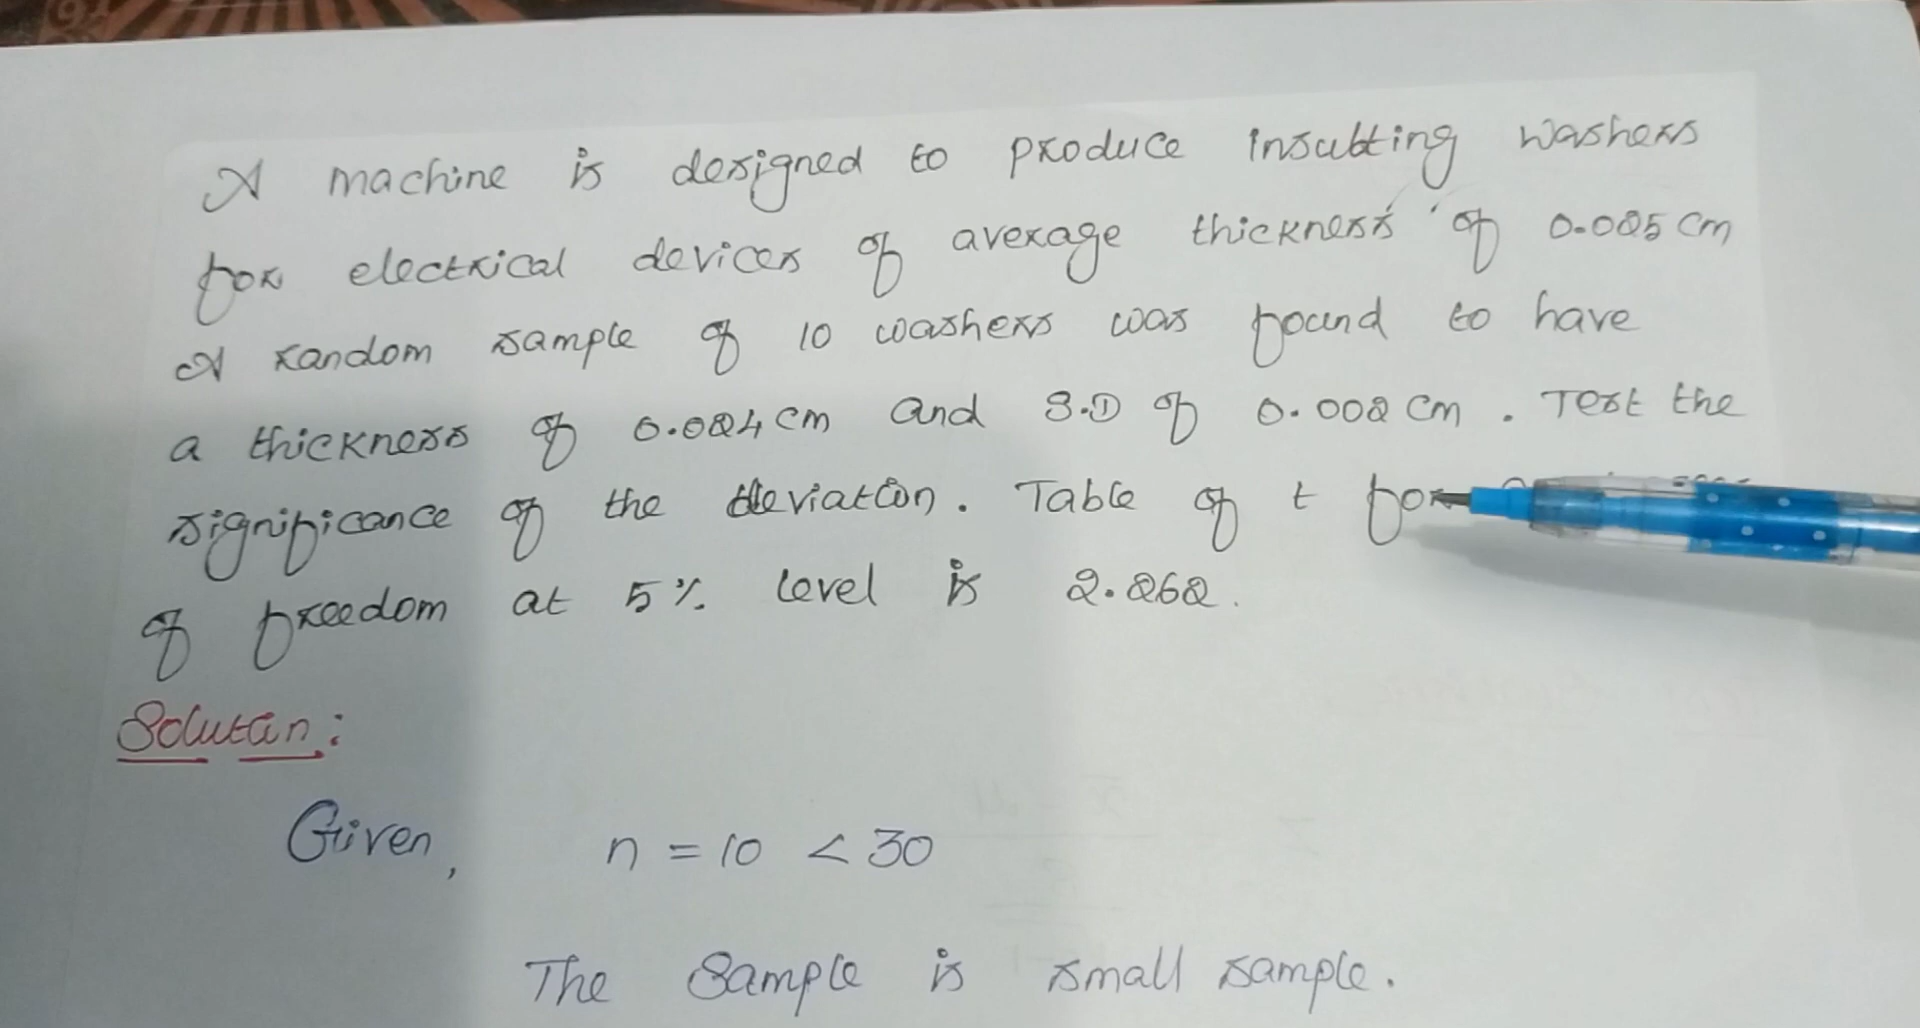 A machine is designed to produce insulting washers
for electrical devices of average thickness of 0.025 cm
A random sample of 10 washers was found to have
a thickness of 0.024 cm and S.D of 0.002 cm. Test the
significance of the deviation. Table of t for
of freedom at 5% level is 2.262.
Solution:
Given, n = 10 < 30
The Sample is small sample.